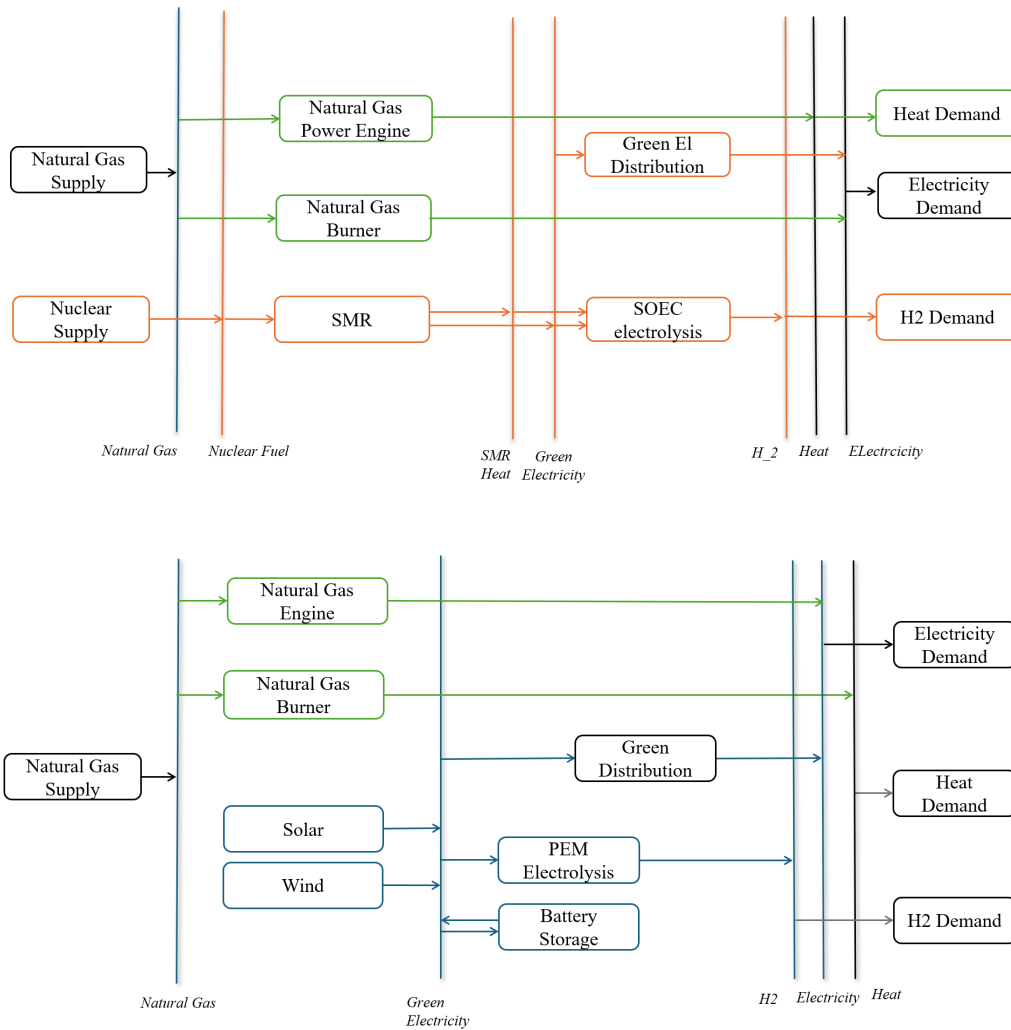 Natural Gas
Power Engine
Heat Demand
Green El
Distribution
Natural Gas
Supply
Electricity
Demand
Natural Gas
Burner
Nuclear
Supply
SMR
SOEC
electrolysis
H2 Demand
Natural Gas
Nuclear Fuel
SMR
Heat
Green
Electricity
H_2
Heat
ELectrcicity
Natural Gas
Engine
Electricity
Demand
Natural Gas
Burner
Green
Distribution
Natural Gas
Supply
Heat
Demand
Solar
PEM
Electrolysis
Wind
Battery
Storage
H2 Demand
Natural Gas
Green
Electricity
H2
Electricity
Heat